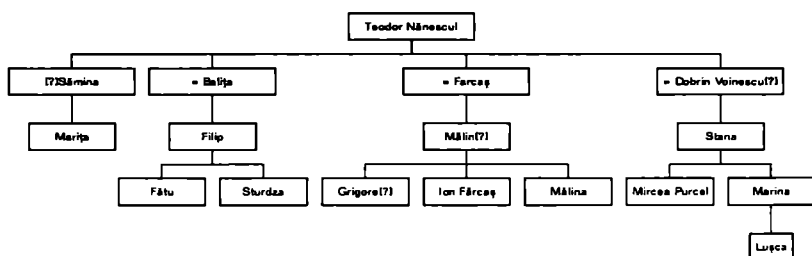 Teodor Nănescul
(?)Sămina
= Balița
= Farcaș
= Dobrin Voinescu(?)
Marița
Filip
Mălin(?)
Stana
Fătu
Sturdza
Grigore(?)
Ion Fărcaș
Mălina
Mircea Purcel
Marina
Lușca